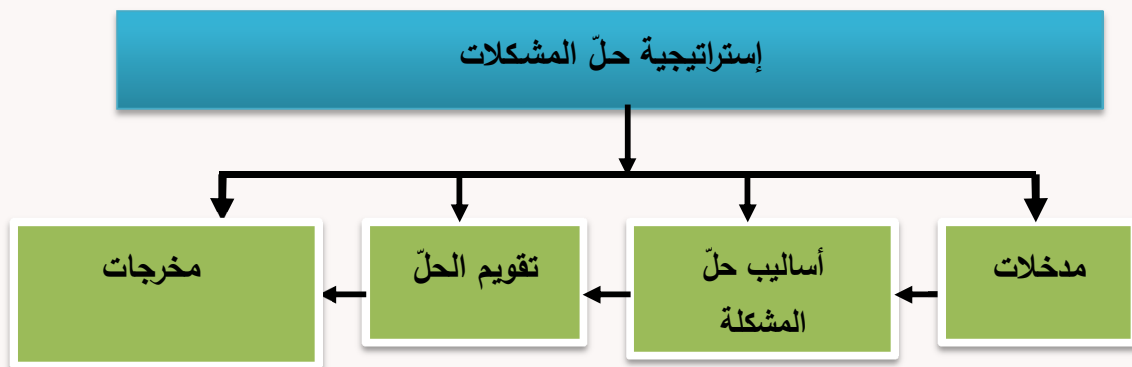 إستراتيجية حلّ المشكلات
مدخلات
أساليب حلّ
المشكلة
تقويم الحلّ
مخرجات